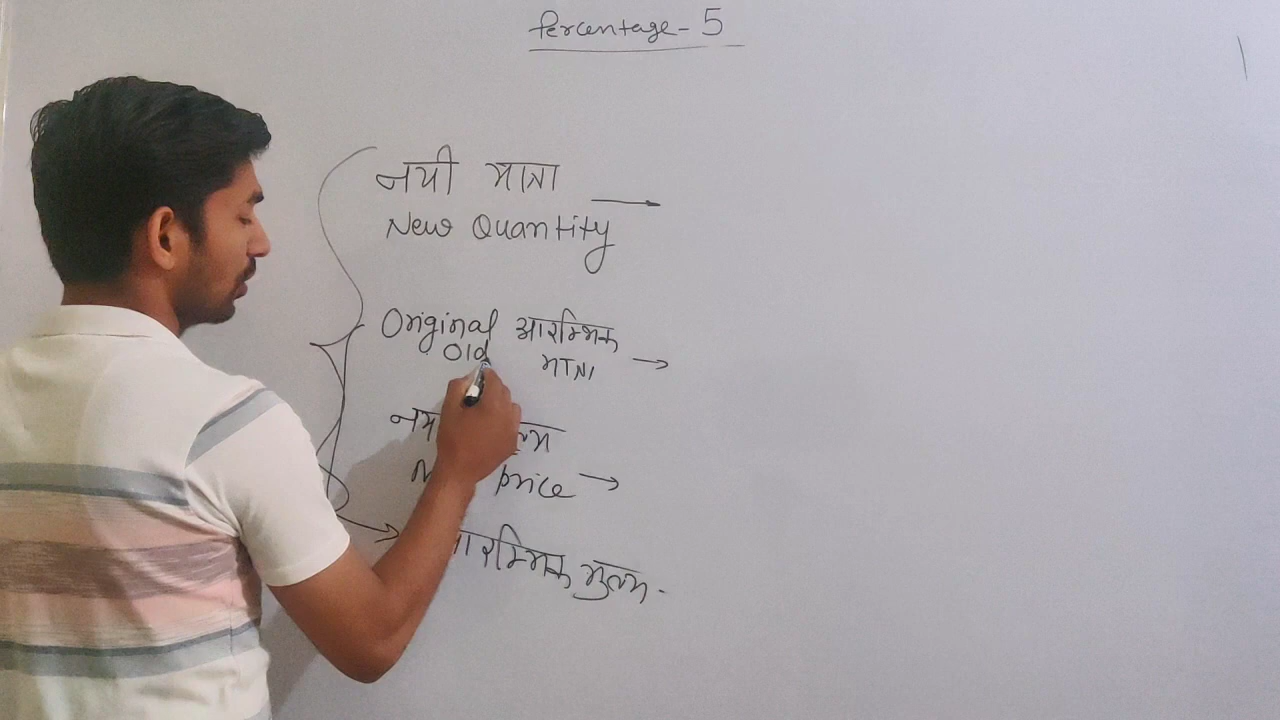 Percentage - 5
नयी मात्रा
New Quantity
Original आरम्भिक
Old मात्रा
price
आरम्भिक मुल्य